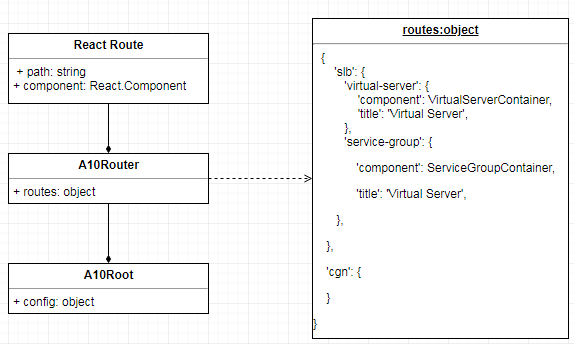 React Route
+ path: string
+ component: React.Component
A10Router
+ routes: object
A10Root
+ config: object
routes:object
{
'slb': {
'virtual-server': {
'component': VirtualServerContainer,
'title': 'Virtual Server',
},
'service-group': {
'component': ServiceGroupContainer,
'title': 'Virtual Server',
},
},
'cgn': {
}
}